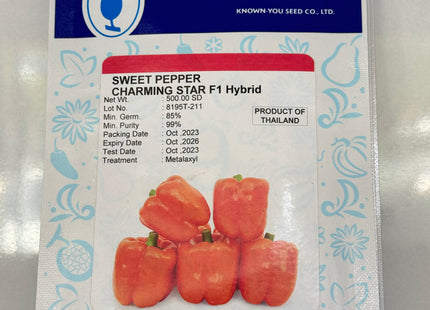 KNOWN-YOU SEED CO., LTD.
SWEET PEPPER
CHARMING STAR F1 Hybrid
Net Wt. : 500.00 SD
Lot No : 8195T-211
Min. Germ. : 85%
Min. Purity : 99%
Packing Date : Oct ,2023
Expiry Date : Oct ,2026
Test Date : Oct ,2023
Treatment : Metalaxyl
PRODUCT OF
THAILAND